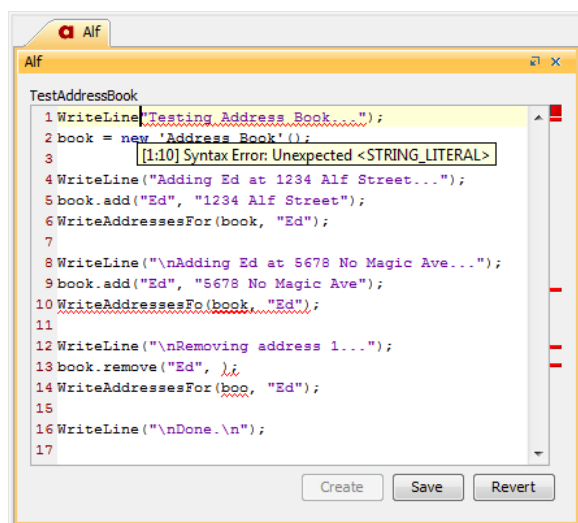 a Alf
Alf
TestAddressBook
1 WriteLine"Testing Address Book...");
2 book = new 'Address Book'();
[1:10] Syntax Error: Unexpected <STRING_LITERAL>
3
4 WriteLine("Adding Ed at 1234 Alf Street...");
5 book.add("Ed", "1234 Alf Street");
6 WriteAddressesFor(book, "Ed");
7
8 WriteLine("\nAdding Ed at 5678 No Magic Ave...");
9 book.add("Ed", "5678 No Magic Ave");
10 WriteAddressesFo(book, "Ed");
11
12 WriteLine("\nRemoving address 1...");
13 book.remove("Ed", );
14 WriteAddressesFor(boo, "Ed");
15
16 WriteLine("\nDone.\n");
17
Create Save Revert